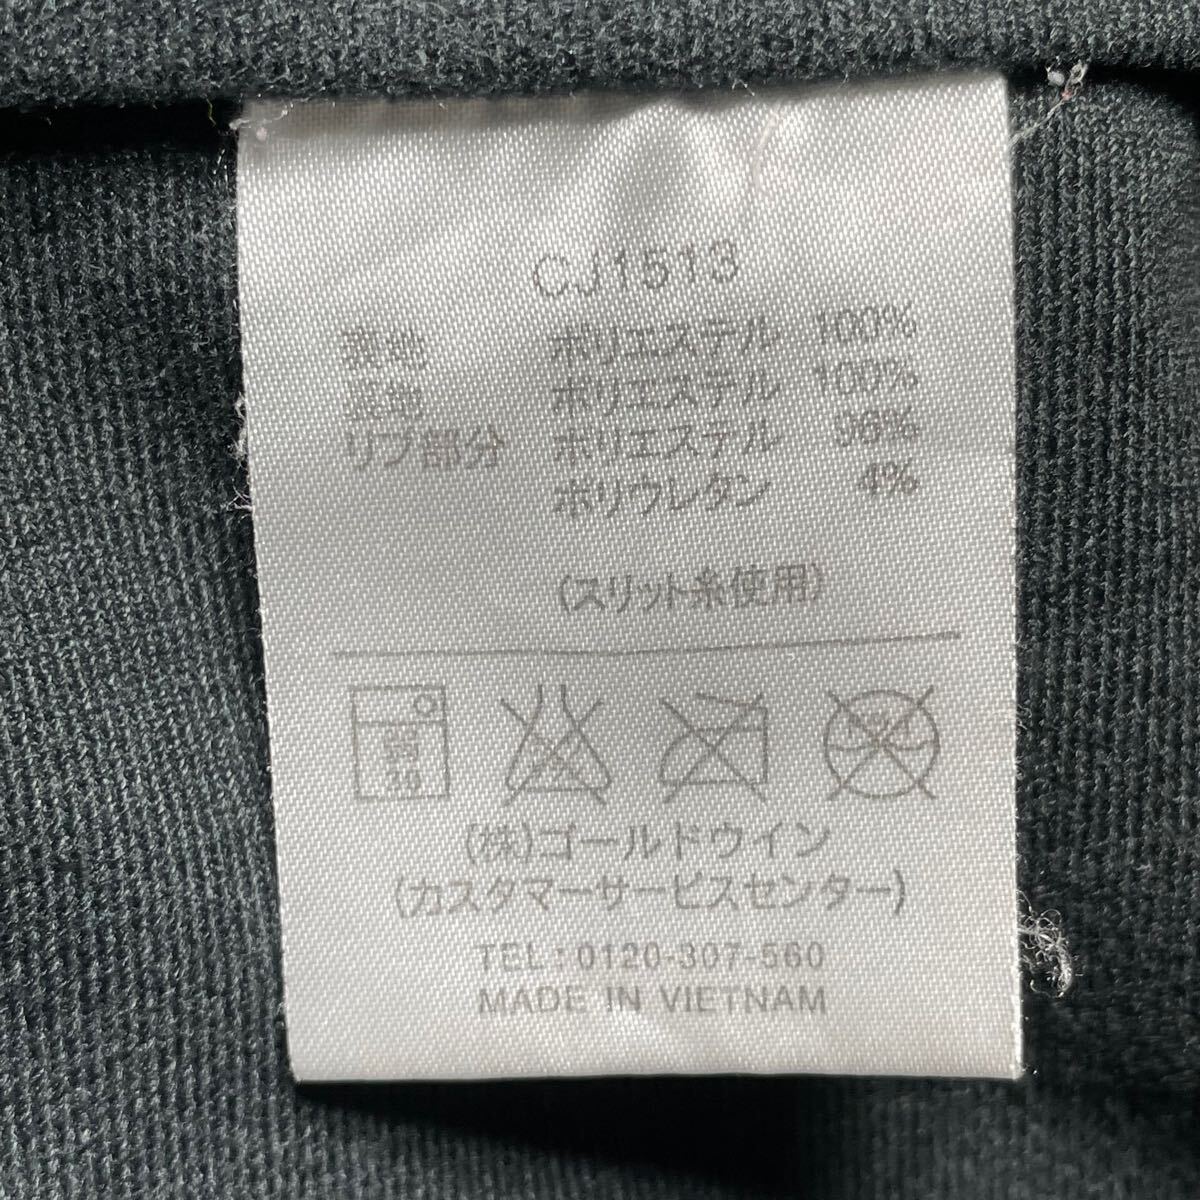 CJ1513
表地 ポリエステル 100%
裏地 ポリエステル 100%
リブ部分 ポリエステル 96%
ポリウレタン 4%
(スリット糸使用)
30
(株)ゴールドウイン
(カスタマーサービスセンター)
TEL:0120-307-560
MADE IN VIETNAM